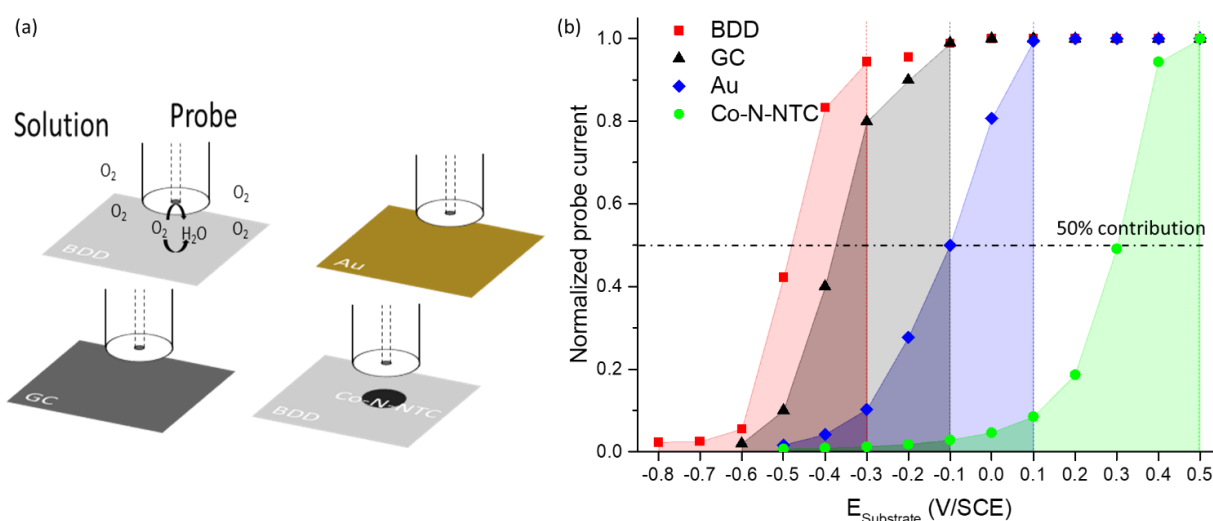 (a)
Solution Probe
O2
O2
O2
O2 O2
H2O
BDD
Au
GC
Co-N-NTC
BDD
(b)
BDD
GC
Au
Co-N-NTC
50% contribution
Normalized probe current
1.0
0.8
0.6
0.4
0.2
0.0
-0.8 -0.7 -0.6 -0.5 -0.4 -0.3 -0.2 -0.1 0.0 0.1 0.2 0.3 0.4 0.5
ESubstrate (V/SCE)